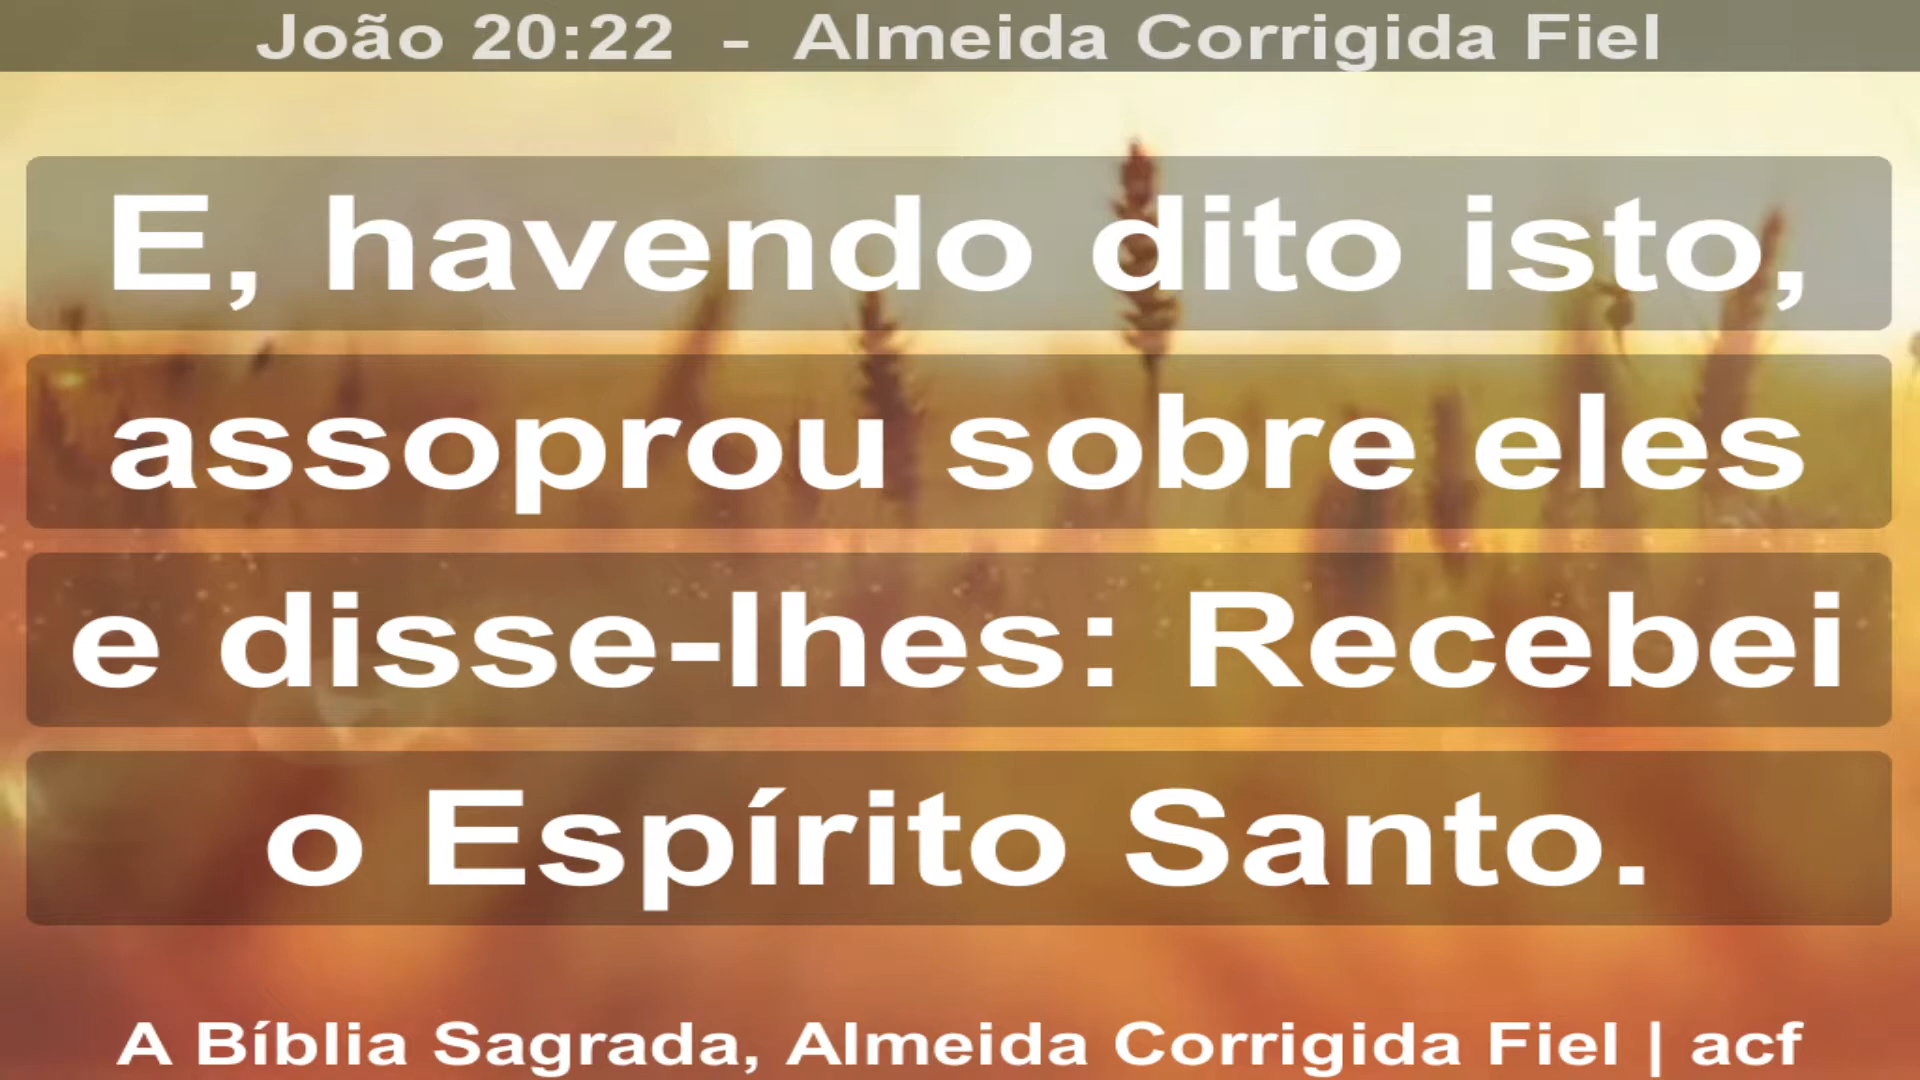 João 20:22 - Almeida Corrigida Fiel
E, havendo dito isto,
assoprou sobre eles
e disse-lhes: Recebei
o Espírito Santo.
A Bíblia Sagrada, Almeida Corrigida Fiel | acf